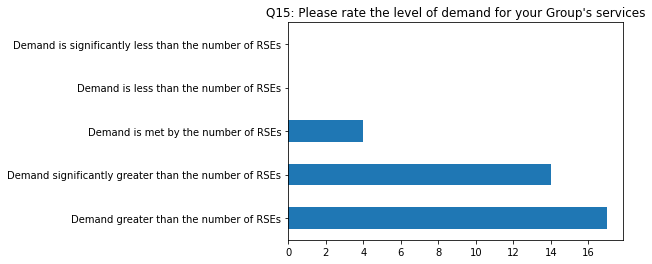 Q15: Please rate the level of demand for your Group's services
Demand is significantly less than the number of RSEs
Demand is less than the number of RSEs
Demand is met by the number of RSEs
Demand significantly greater than the number of RSEs
Demand greater than the number of RSEs
0 2 4 6 8 10 12 14 16